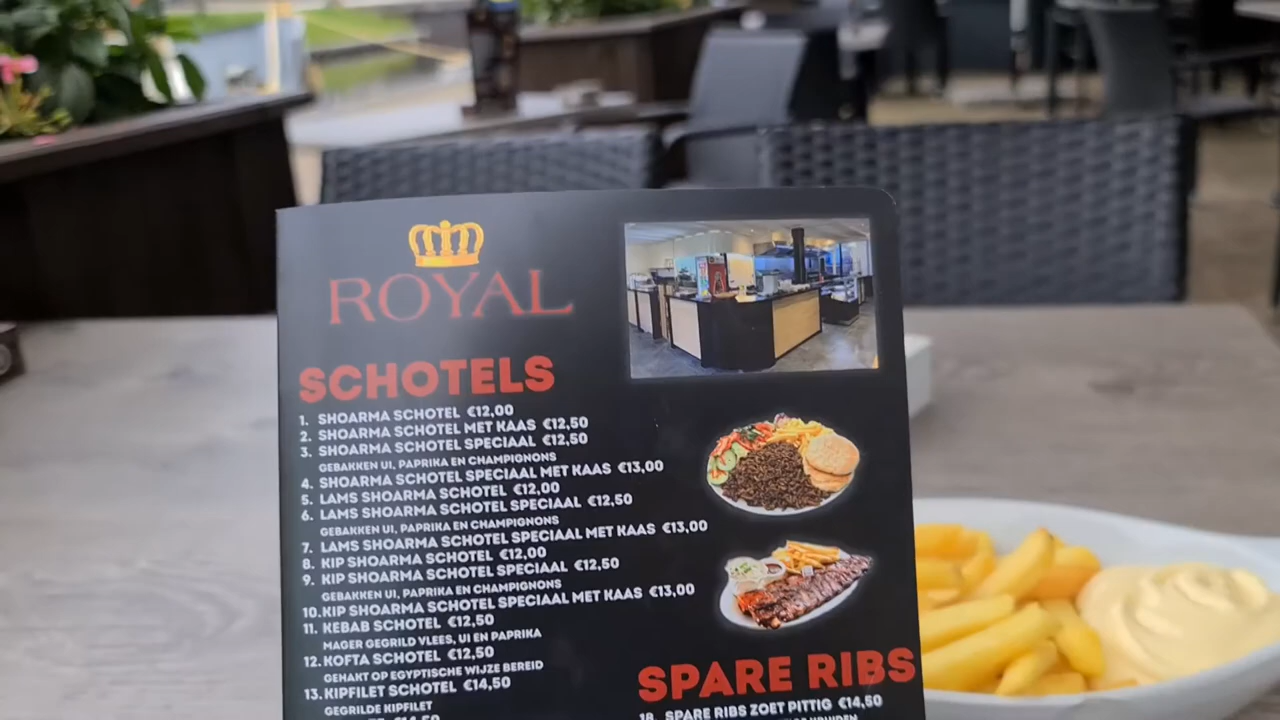 ROYAL
SCHOTELS
1. SHOARMA SCHOTEL €12,00
2. SHOARMA SCHOTEL MET KAAS €12,50
3. SHOARMA SCHOTEL SPECIAAL €12,50
GEBAKKEN UI, PAPRIKA EN CHAMPIGNONS
4. SHOARMA SCHOTEL SPECIAAL MET KAAS €13,00
5. LAMS SHOARMA SCHOTEL €12,00
6. LAMS SHOARMA SCHOTEL SPECIAAL €12,50
GEBAKKEN UI, PAPRIKA EN CHAMPIGNONS
7. LAMS SHOARMA SCHOTEL SPECIAAL MET KAAS €13,00
8. KIP SHOARMA SCHOTEL €12,00
9. KIP SHOARMA SCHOTEL SPECIAAL €12,50
GEBAKKEN UI, PAPRIKA EN CHAMPIGNONS
10. KIP SHOARMA SCHOTEL SPECIAAL MET KAAS €13,00
11. KEBAB SCHOTEL €12,50
MAGER GEGRILD VLEES, UI EN PAPRIKA
12. KOFTA SCHOTEL €12,50
GEHAKT OP EGYPTISCHE WIJZE BEREID
13. KIPFILET SCHOTEL €14,50
GEGRILDE KIPFILET
SPARE RIBS
18. SPARE RIBS ZOET PITTIG €14,50